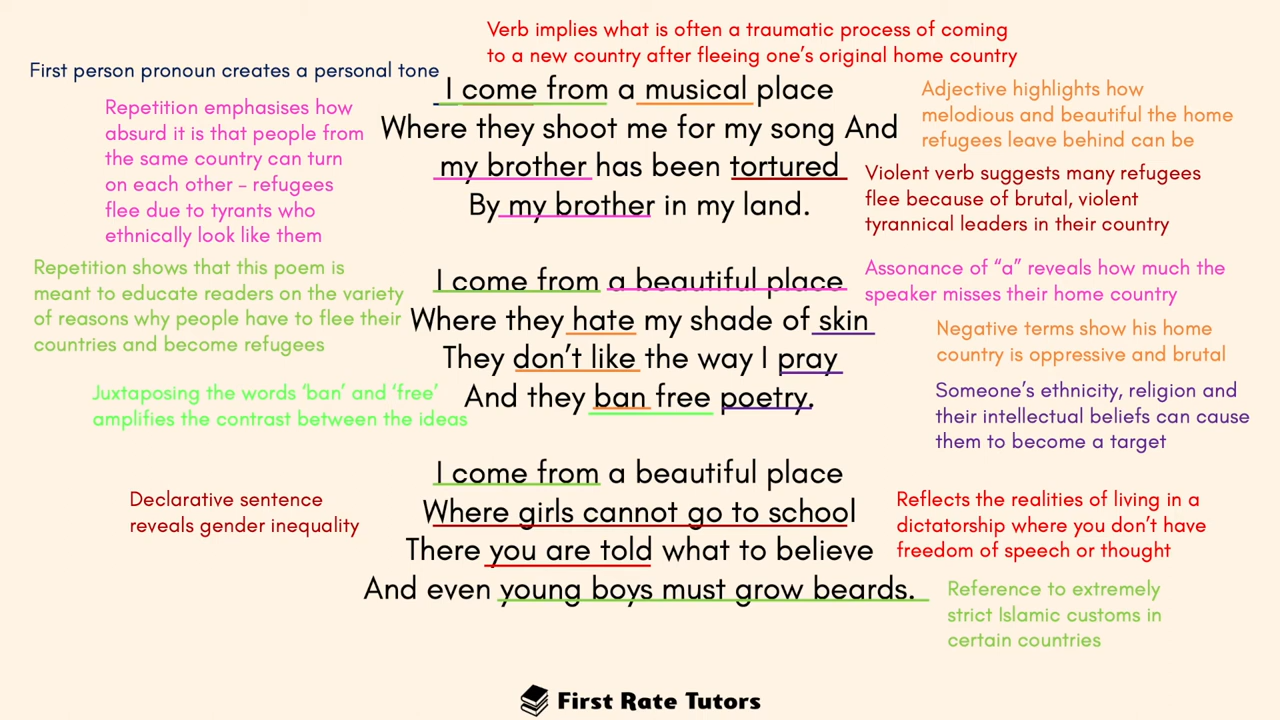 Verb implies what is often a traumatic process of coming
to a new country after fleeing one's original home country
First person pronoun creates a personal tone
I come from a musical place
Where they shoot me for my song And
my brother has been tortured
By my brother in my land.
Repetition emphasises how
absurd it is that people from
the same country can turn
on each other – refugees
flee due to tyrants who
ethnically look like them
Adjective highlights how
melodious and beautiful the home
refugees leave behind can be
Violent verb suggests many refugees
flee because of brutal, violent
tyrannical leaders in their country
Repetition shows that this poem is
meant to educate readers on the variety
of reasons why people have to flee their
countries and become refugees
I come from a beautiful place
Where they hate my shade of skin
They don't like the way I pray
And they ban free poetry.
Assonance of "a" reveals how much the
speaker misses their home country
Negative terms show his home
country is oppressive and brutal
Juxtaposing the words 'ban' and 'free'
amplifies the contrast between the ideas
Someone's ethnicity, religion and
their intellectual beliefs can cause
them to become a target
I come from a beautiful place
Where girls cannot go to school
There you are told what to believe
And even young boys must grow beards.
Declarative sentence
reveals gender inequality
Reflects the realities of living in a
dictatorship where you don't have
freedom of speech or thought
Reference to extremely
strict Islamic customs in
certain countries
First Rate Tutors